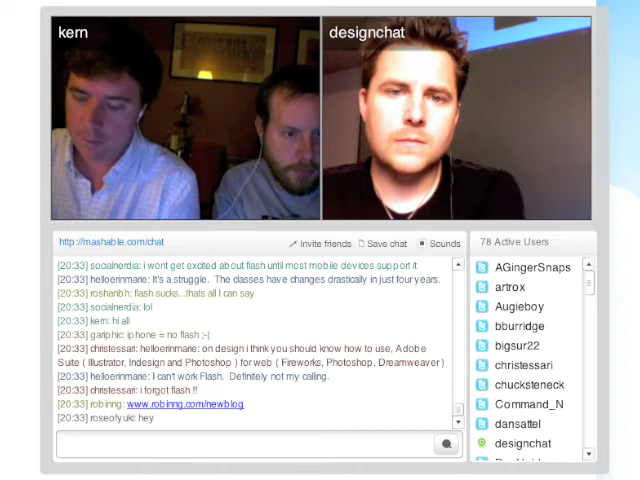 kern
designchat
http://mashable.com/chat
Invite friends
Save chat
Sounds
78 Active Users
[20:33] socialnerdia: i wont get excited about flash until most mobile devices support it
[20:33] helloerinmarie: It's a struggle. The classes have changed drastically in just four years.
[20:33] roshanbh: flash sucks...thats all I can say
[20:33] socialnerdia: lol
[20:33] kern: hi all
[20:33] gariphic: iphone = no flash ;-(
[20:33] christessari: helloerinmarie: on design i think you should know how to use, Adobe
Suite ( Illustrator, Indesign and Photoshop ) for web ( Fireworks, Photoshop, Dreamweaver )
[20:33] helloerinmarie: I can't work Flash. Definitely not my calling.
[20:33] christessari: i forgot flash !!
[20:33] robinng: www.robinng.com/newblog
[20:33] roseofyuki: hey
AGingerSnaps
artrox
Augieboy
bburridge
bigsur22
christessari
chucksteneck
Command_N
dansattel
designchat